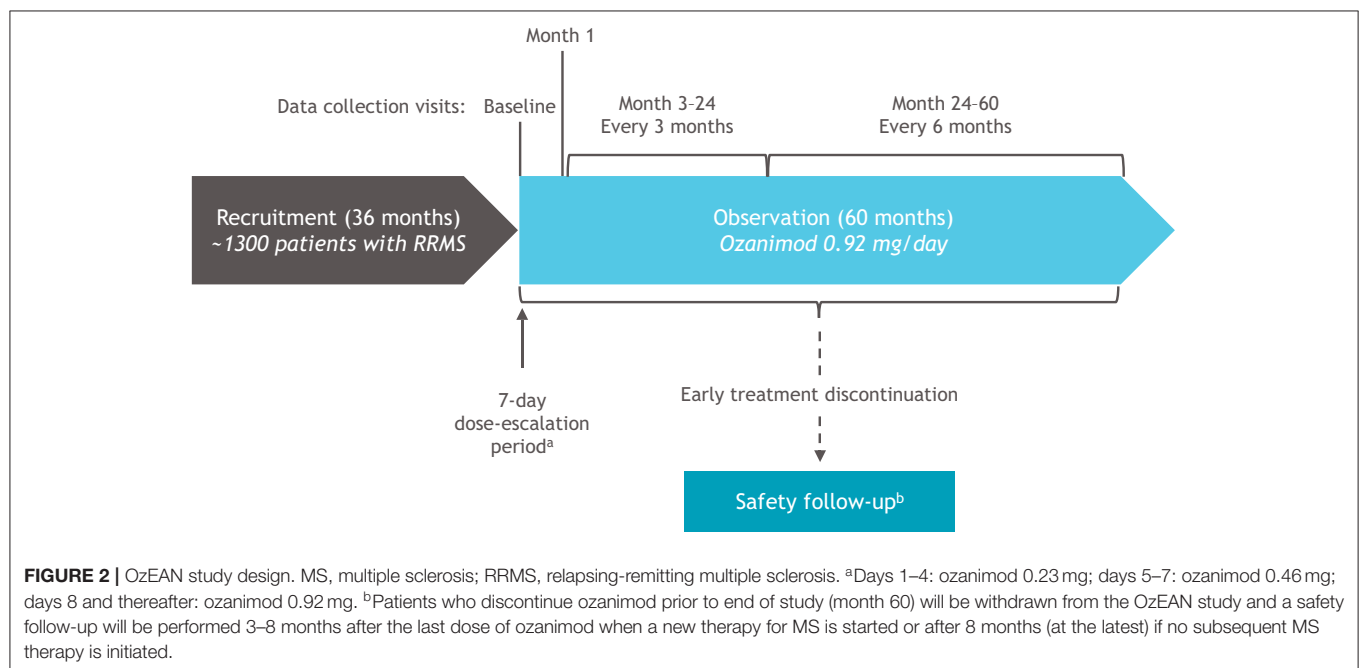 Month 1
Data collection visits: Baseline
Month 3–24
Every 3 months
Month 24–60
Every 6 months
Recruitment (36 months)
~1300 patients with RRMS
Observation (60 months)
Ozanimod 0.92 mg/day
7-day
dose-escalation
periodᵃ
Early treatment discontinuation
Safety follow-upᵇ
FIGURE 2 | OzEAN study design. MS, multiple sclerosis; RRMS, relapsing-remitting multiple sclerosis. ᵃDays 1–4: ozanimod 0.23 mg; days 5–7: ozanimod 0.46 mg;
days 8 and thereafter: ozanimod 0.92 mg. ᵇPatients who discontinue ozanimod prior to end of study (month 60) will be withdrawn from the OzEAN study and a safety
follow-up will be performed 3–8 months after the last dose of ozanimod when a new therapy for MS is started or after 8 months (at the latest) if no subsequent MS
therapy is initiated.